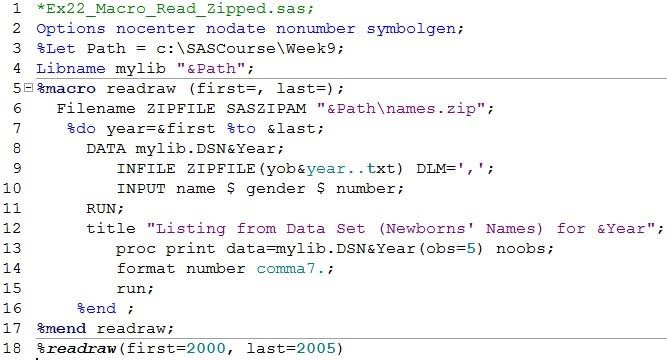 1 *Ex22_Macro_Read_Zipped.sas;
2 Options nocenter nodate nonumber symbolgen;
3 %Let Path = c:\SASCourse\Week9;
4 Libname mylib "&Path";
5 %macro readraw (first=, last=);
6 Filename ZIPFILE SASZIPAM "&Path\names.zip";
7 %do year=&first %to &last;
8 DATA mylib.DSN&Year;
9 INFILE ZIPFILE(yob&year..txt) DLM=',';
10 INPUT name $ gender $ number;
11 RUN;
12 title "Listing from Data Set (Newborns' Names) for &Year";
13 proc print data=mylib.DSN&Year(obs=5) noobs;
14 format number comma7.;
15 run;
16 %end ;
17 %mend readraw;
18 %readraw(first=2000, last=2005)